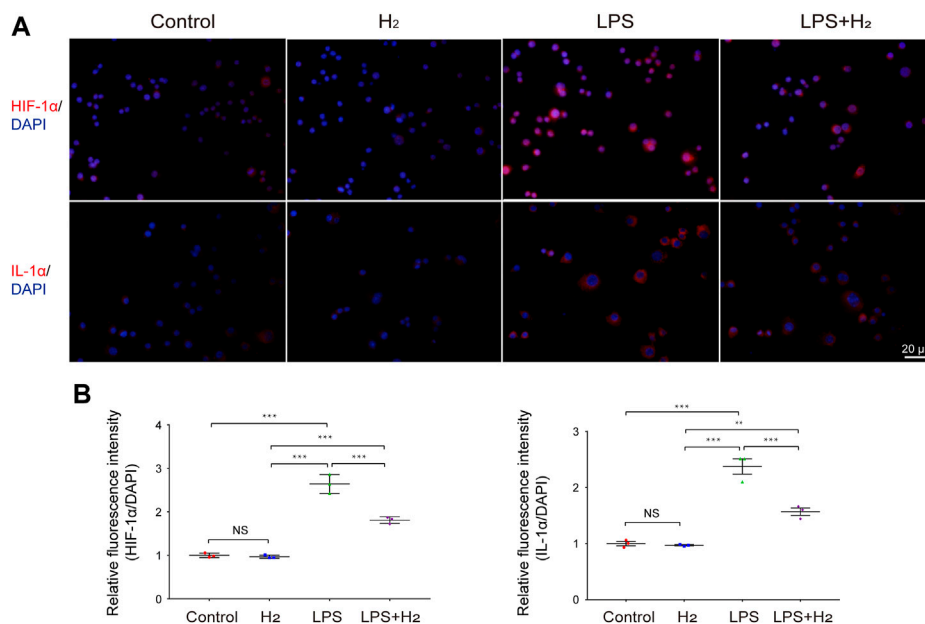 A
Control H₂ LPS LPS+H₂
HIF-1α/
DAPI
IL-1α/
DAPI
20 µ
B
Relative fluorescence intensity
(HIF-1α/DAPI)
4
3
2
1
0
***
***
***
***
NS
Control H₂ LPS LPS+H₂
Relative fluorescence intensity
(IL-1α/DAPI)
3
2
1
0
***
**
***
***
NS
Control H₂ LPS LPS+H₂